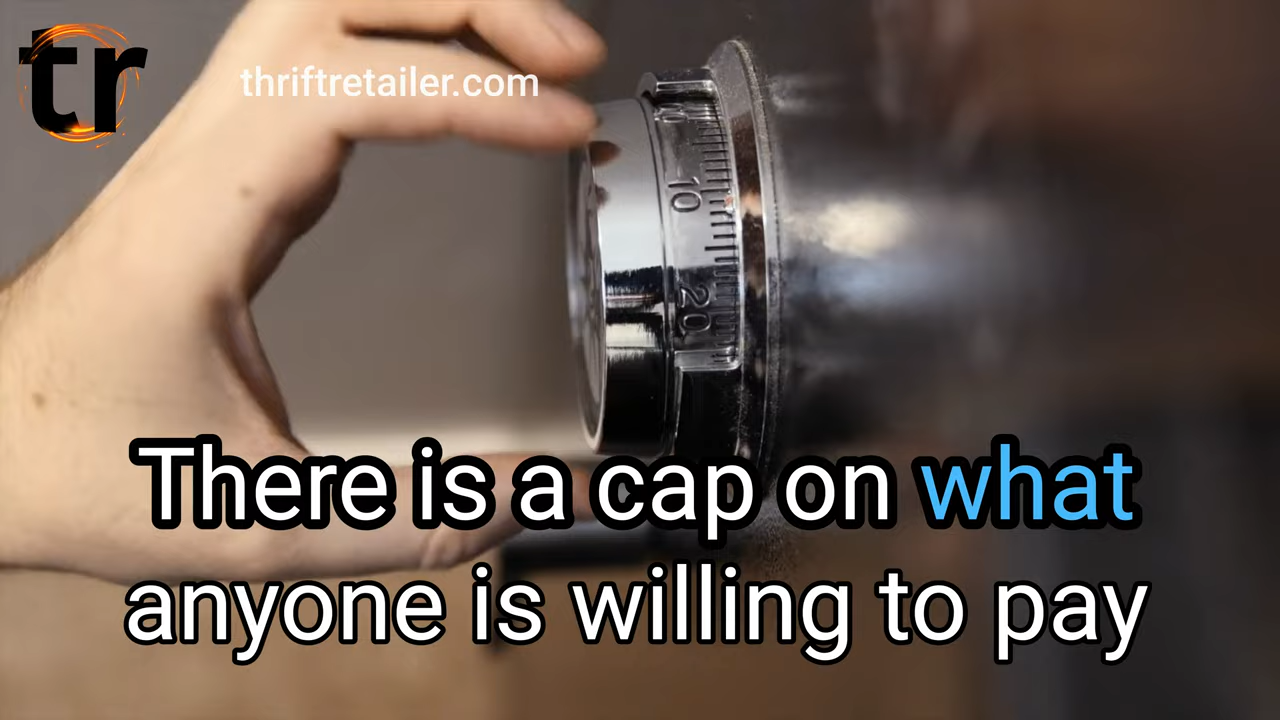 tr
thriftretailer.com
10
20
There is a cap on what
anyone is willing to pay